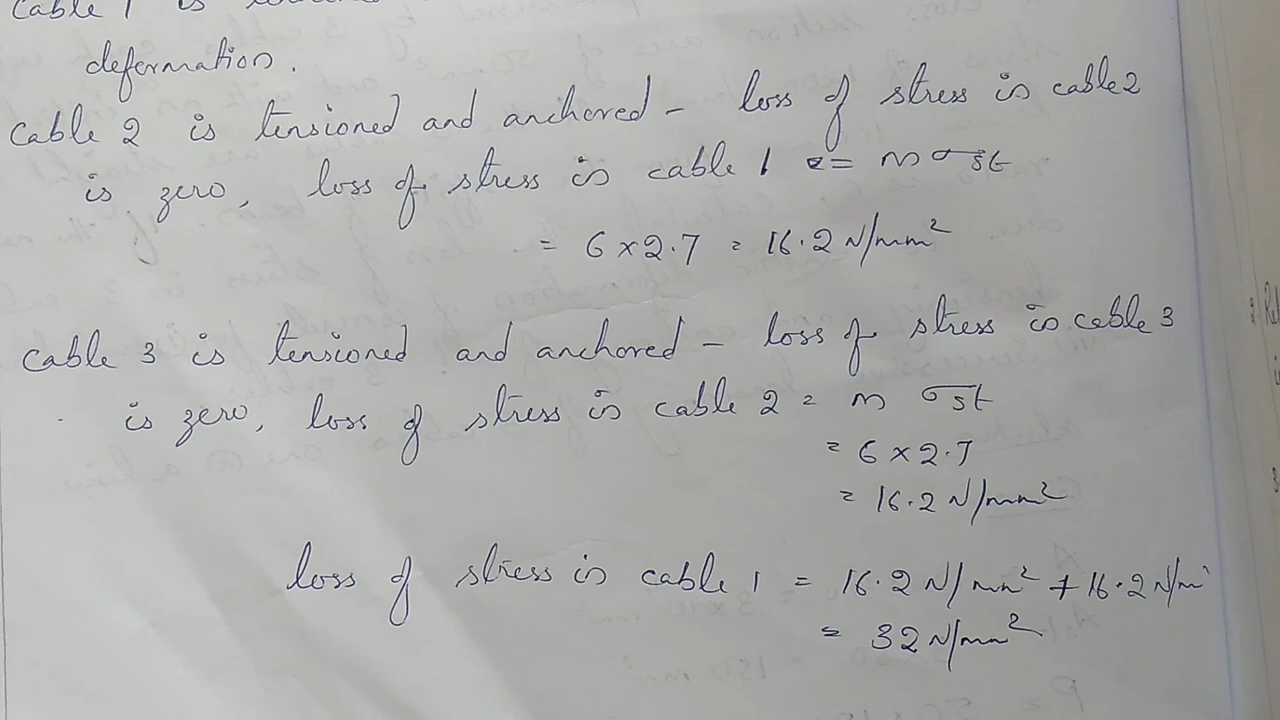 Cable 1 is
deformation.
Cable 2 is tensioned and anchored - loss of stress in cable 2
is zero, loss of stress in cable 1 = m σst
= 6 x 2.7 = 16.2 N/mm²
Cable 3 is tensioned and anchored - loss of stress in cable 3
is zero, loss of stress in cable 2 = m σst
= 6 x 2.7
= 16.2 N/mm²
loss of stress in cable 1 = 16.2 N/mm² + 16.2 N/m
= 32 N/mm²